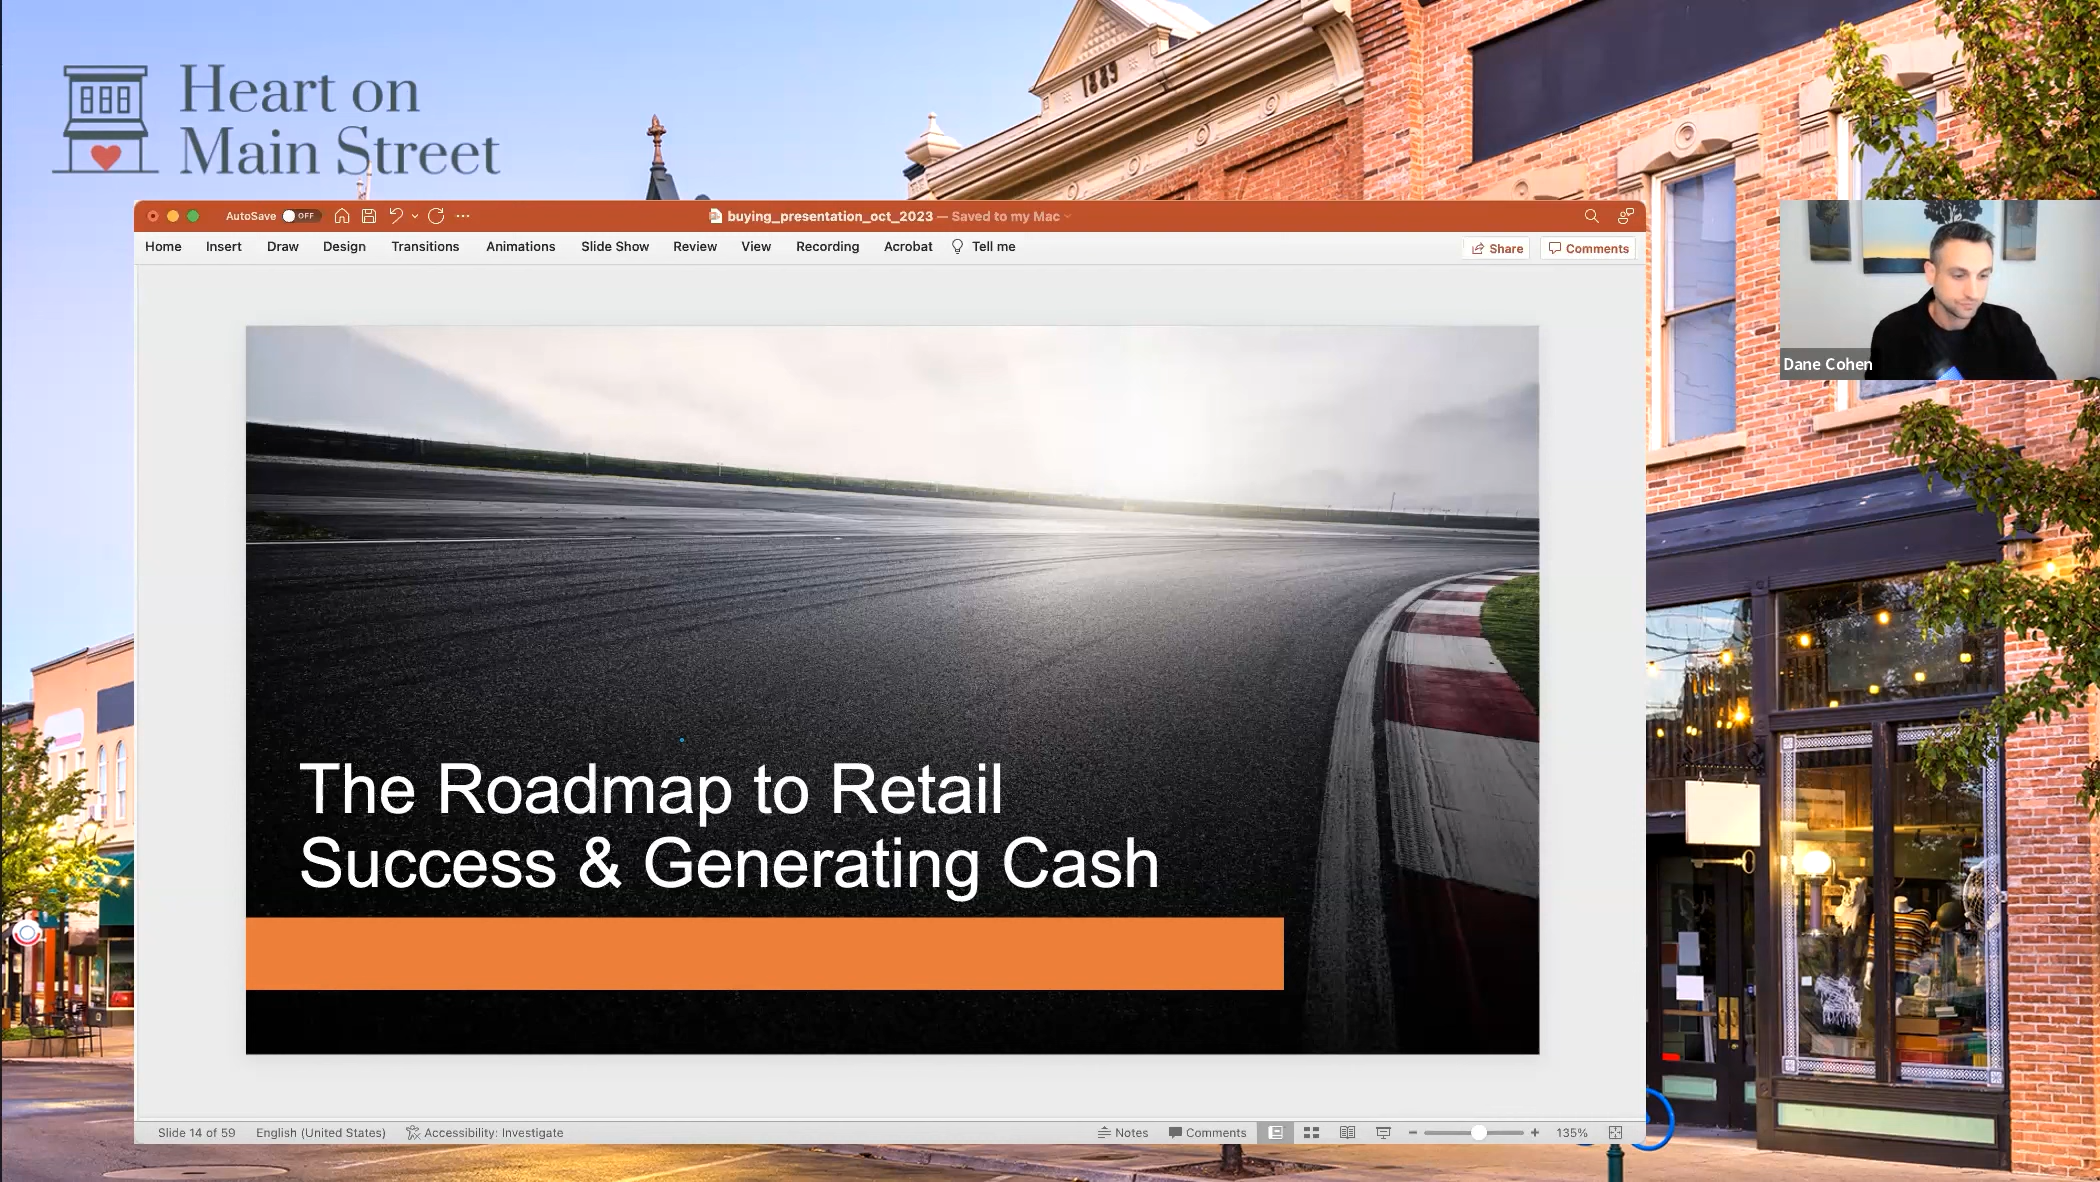 Heart on
Main Street
1889
AutoSave OFF
buying_presentation_oct_2023 — Saved to my Mac
Home Insert Draw Design Transitions Animations Slide Show Review View Recording Acrobat Tell me
Share Comments
Dane Cohen
The Roadmap to Retail
Success & Generating Cash
Slide 14 of 59 English (United States) Accessibility: Investigate Notes Comments 135%